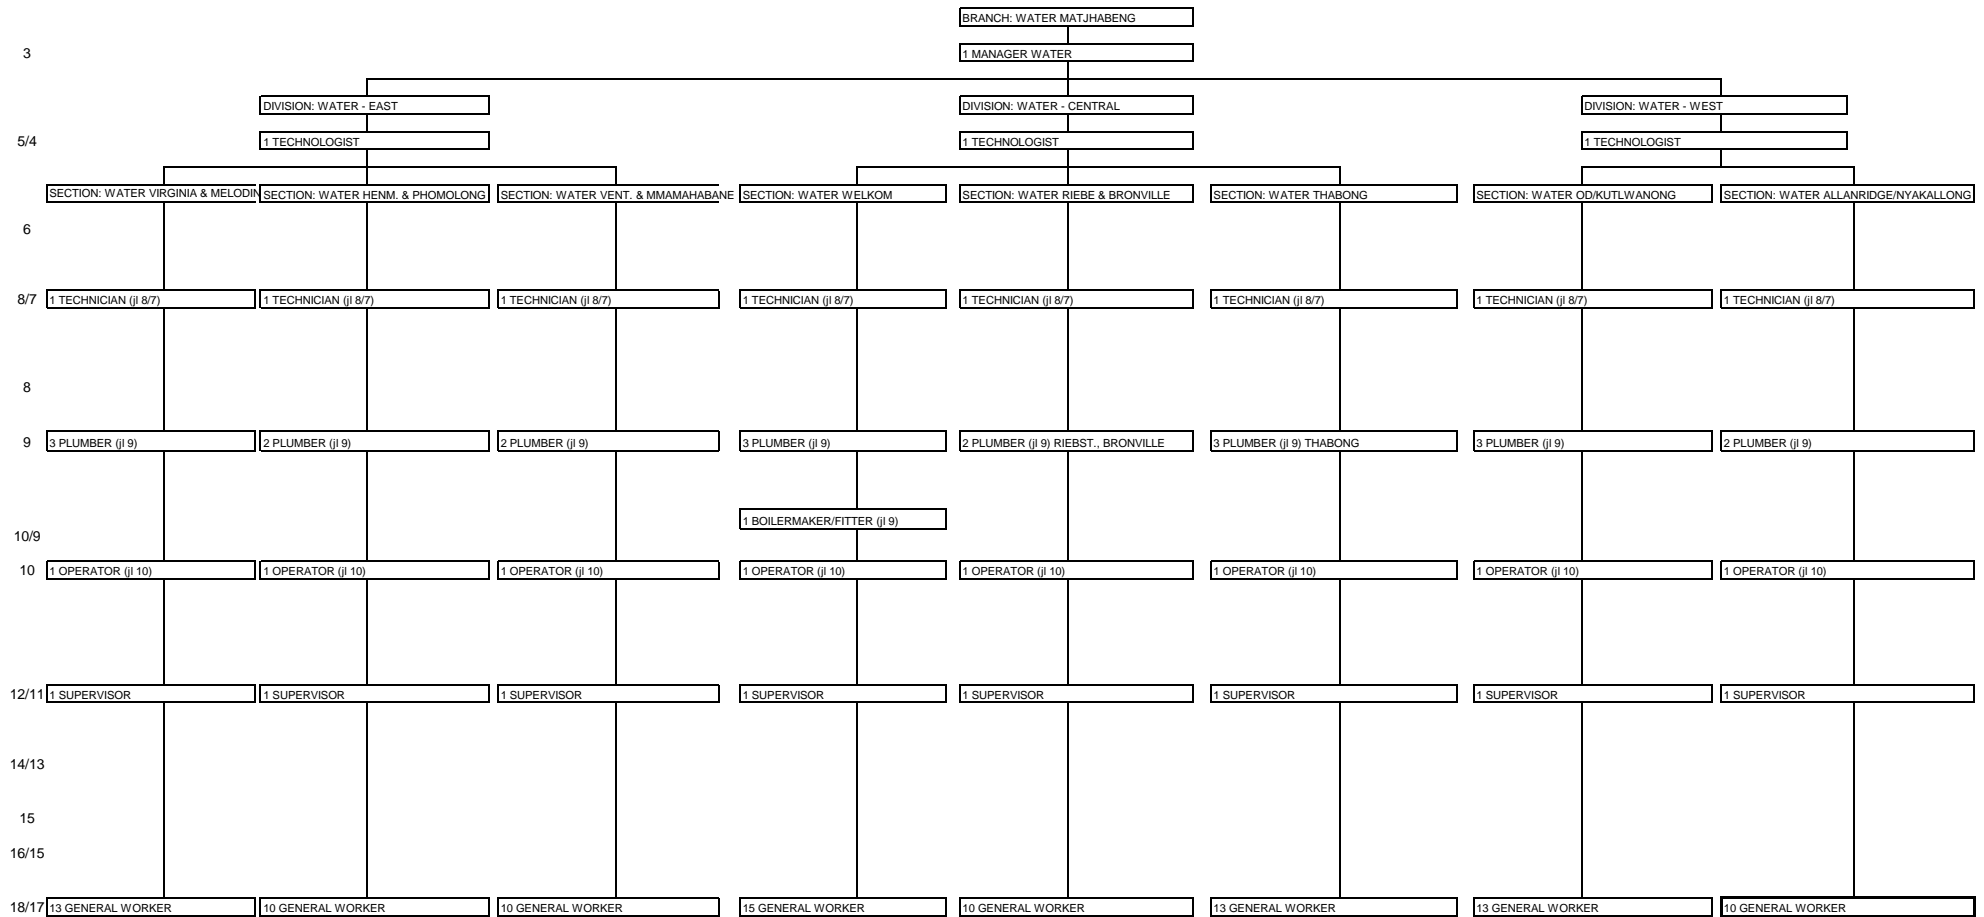 BRANCH: WATER MATJHABENG
3
1 MANAGER WATER
DIVISION: WATER - EAST
DIVISION: WATER - CENTRAL
DIVISION: WATER - WEST
5/4
1 TECHNOLOGIST
1 TECHNOLOGIST
1 TECHNOLOGIST
SECTION: WATER VIRGINIA & MELODIN
SECTION: WATER HENM. & PHOMOLONG
SECTION: WATER VENT. & MMAMAHABANE
SECTION: WATER WELKOM
SECTION: WATER RIEBE & BRONVILLE
SECTION: WATER THABONG
SECTION: WATER OD/KUTLWANONG
SECTION: WATER ALLANRIDGE/NYAKALLONG
6
8/7
1 TECHNICIAN (jl 8/7)
1 TECHNICIAN (jl 8/7)
1 TECHNICIAN (jl 8/7)
1 TECHNICIAN (jl 8/7)
1 TECHNICIAN (jl 8/7)
1 TECHNICIAN (jl 8/7)
1 TECHNICIAN (jl 8/7)
1 TECHNICIAN (jl 8/7)
8
9
3 PLUMBER (jl 9)
2 PLUMBER (jl 9)
2 PLUMBER (jl 9)
3 PLUMBER (jl 9)
2 PLUMBER (jl 9) RIEBST., BRONVILLE
3 PLUMBER (jl 9) THABONG
3 PLUMBER (jl 9)
2 PLUMBER (jl 9)
1 BOILERMAKER/FITTER (jl 9)
10/9
10
1 OPERATOR (jl 10)
1 OPERATOR (jl 10)
1 OPERATOR (jl 10)
1 OPERATOR (jl 10)
1 OPERATOR (jl 10)
1 OPERATOR (jl 10)
1 OPERATOR (jl 10)
1 OPERATOR (jl 10)
12/11
1 SUPERVISOR
1 SUPERVISOR
1 SUPERVISOR
1 SUPERVISOR
1 SUPERVISOR
1 SUPERVISOR
1 SUPERVISOR
1 SUPERVISOR
14/13
15
16/15
18/17
13 GENERAL WORKER
10 GENERAL WORKER
10 GENERAL WORKER
15 GENERAL WORKER
10 GENERAL WORKER
13 GENERAL WORKER
13 GENERAL WORKER
10 GENERAL WORKER